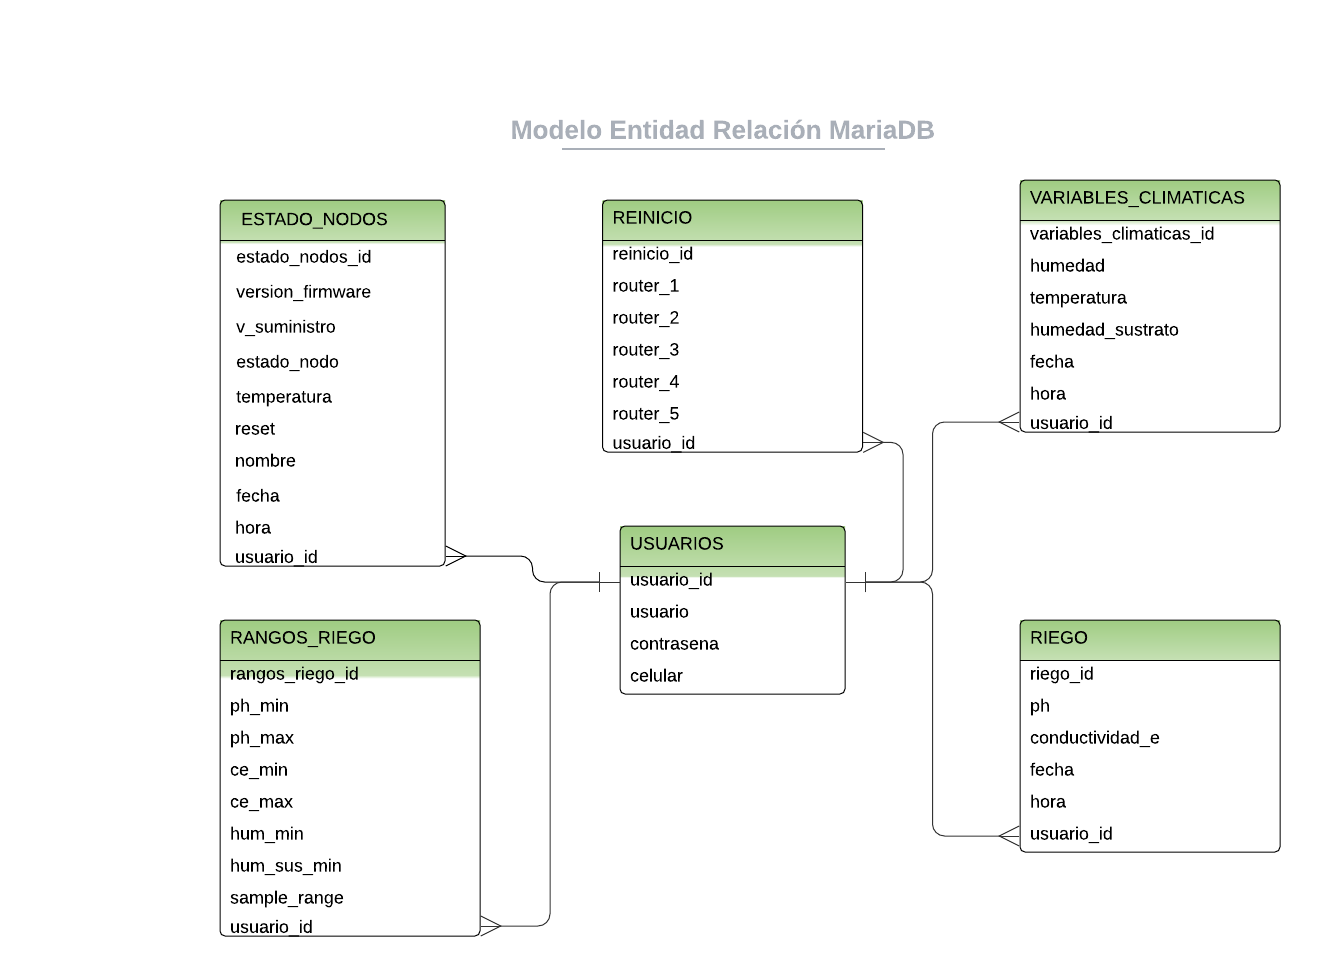 Modelo Entidad Relación MariaDB
ESTADO_NODOS
estado_nodos_id
version_firmware
v_suministro
estado_nodo
temperatura
reset
nombre
fecha
hora
usuario_id
REINICIO
reinicio_id
router_1
router_2
router_3
router_4
router_5
usuario_id
VARIABLES_CLIMATICAS
variables_climaticas_id
humedad
temperatura
humedad_sustrato
fecha
hora
usuario_id
USUARIOS
usuario_id
usuario
contrasena
celular
RANGOS_RIEGO
rangos_riego_id
ph_min
ph_max
ce_min
ce_max
hum_min
hum_sus_min
sample_range
usuario_id
RIEGO
riego_id
ph
conductividad_e
fecha
hora
usuario_id